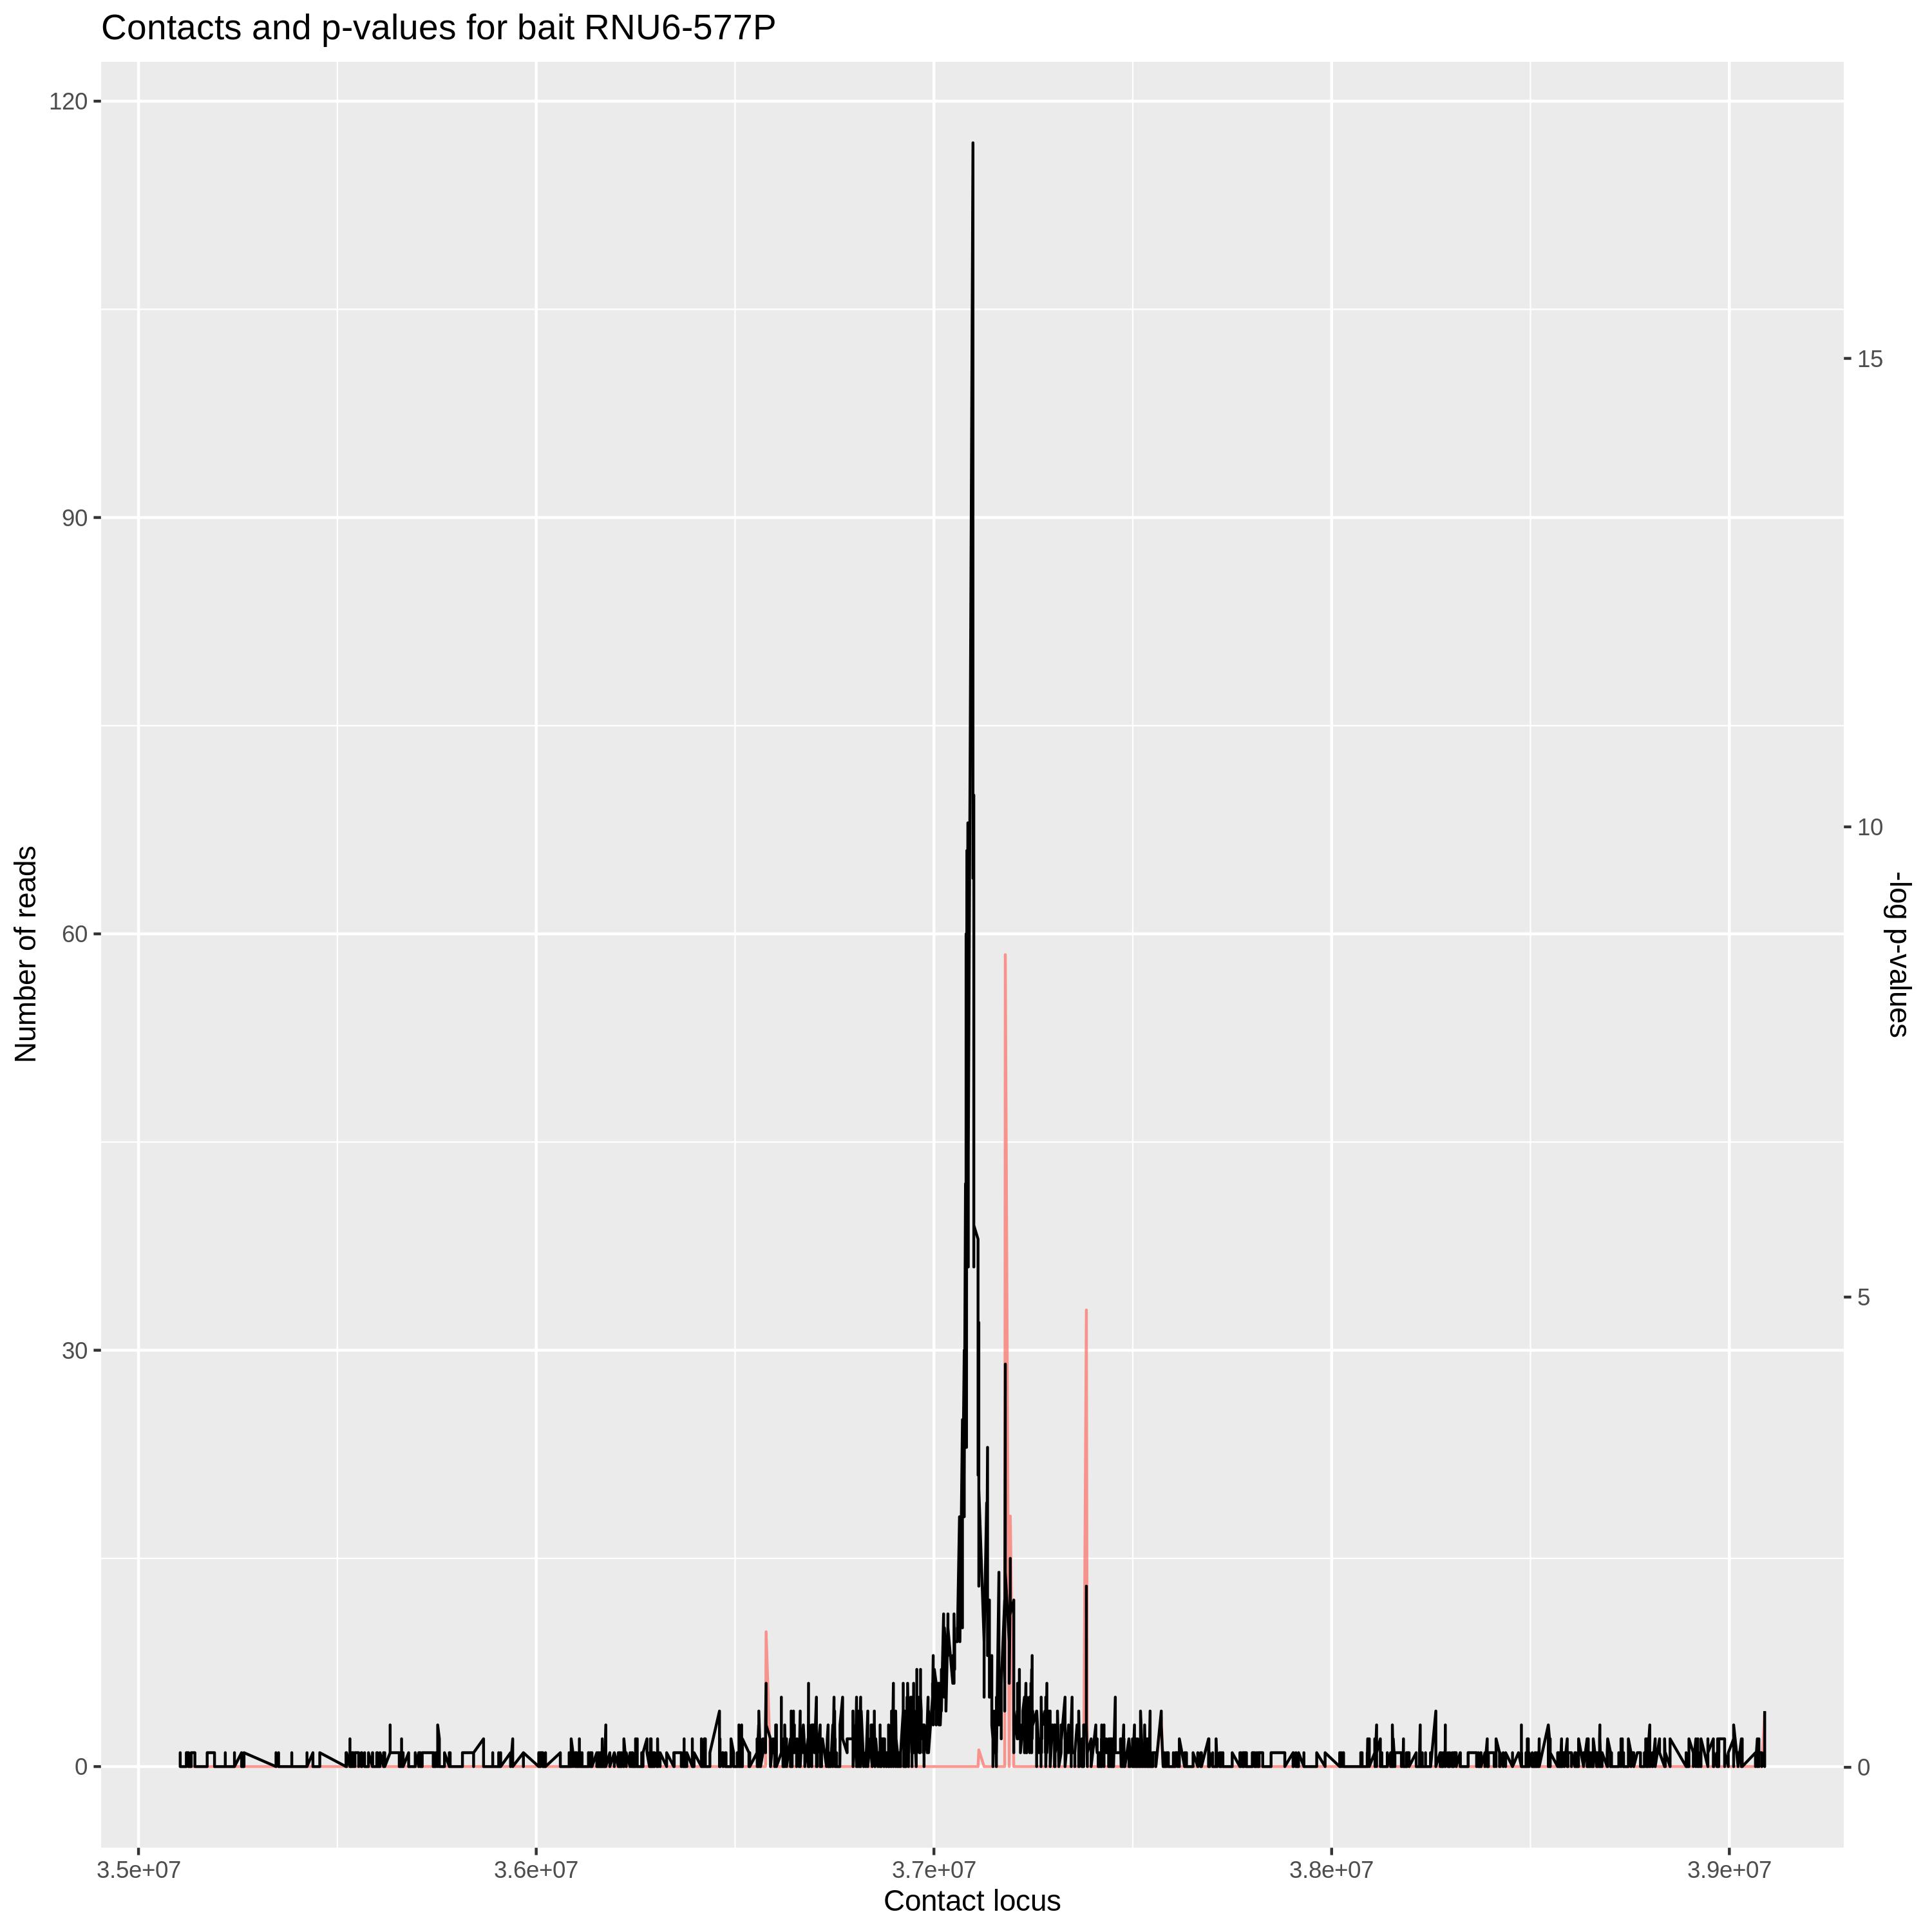 Contacts and p-values for bait RNU6-577P
120
90
60
30
0
Number of reads
15
10
5
0
-log p-values
3.5e+07
3.6e+07
3.7e+07
3.8e+07
3.9e+07
Contact locus